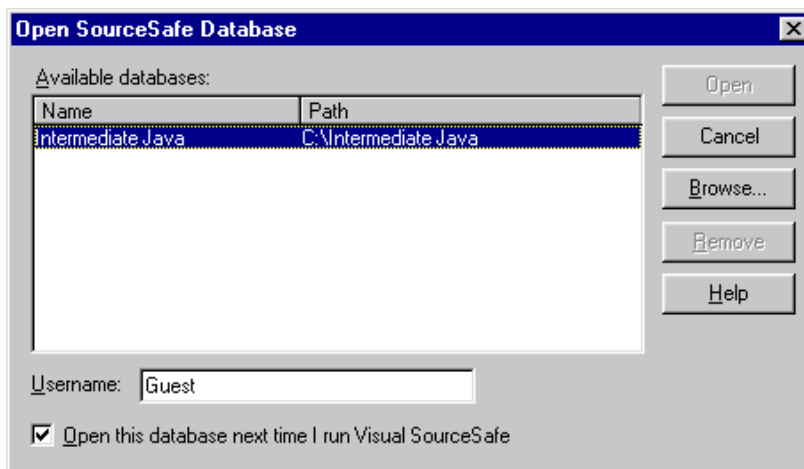 Open SourceSafe Database
Available databases:
Name Path
Intermediate Java C:\Intermediate Java
Open
Cancel
Browse...
Remove
Help
Username: Guest
Open this database next time I run Visual SourceSafe